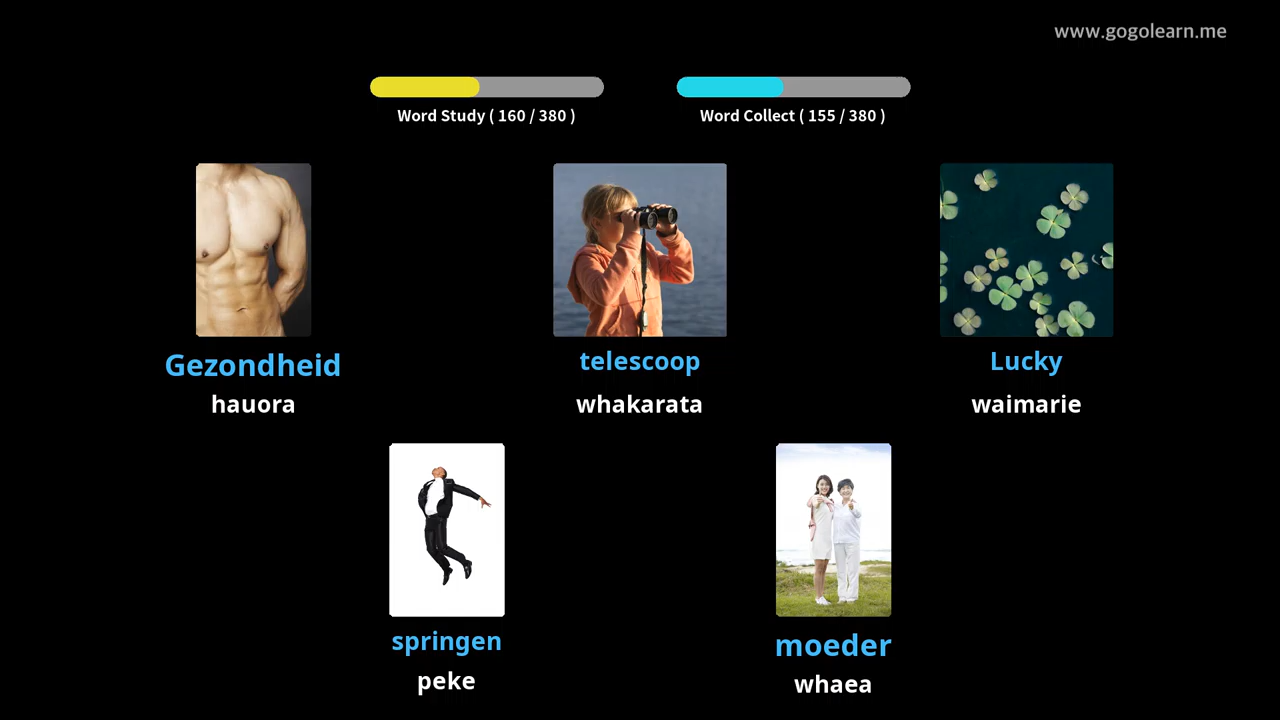 www.gogolearn.me
Word Study ( 160 / 380 )
Word Collect ( 155 / 380 )
Gezondheid
hauora
telescoop
whakarata
Lucky
waimarie
springen
peke
moeder
whaea